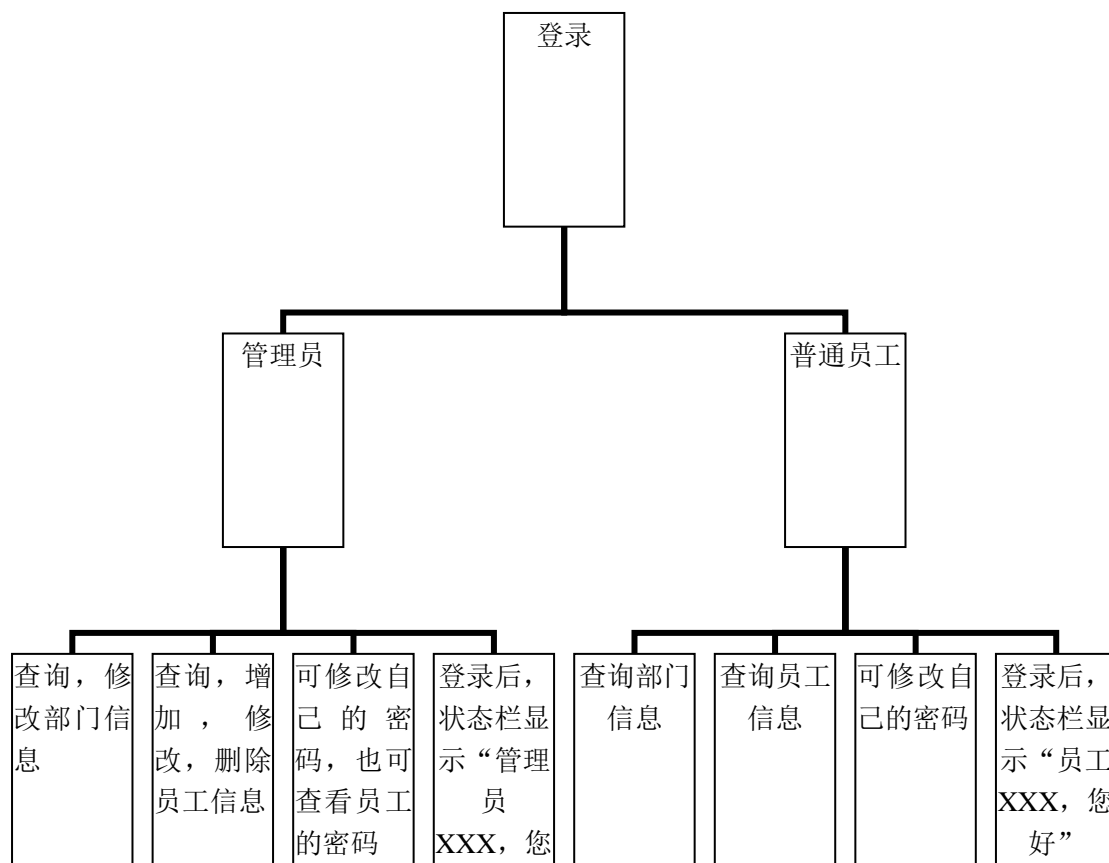 登录
管理员
普通员工
查询，修
改部门信
息
查询，增
加，修
改，删除
员工信息
可修改自
己的密
码，也可
查看员工
的密码
登录后，
状态栏显
示“管理
员
XXX，您
查询部门
信息
查询员工
信息
可修改自
己的密码
登录后，
状态栏显
示“员工
XXX，您
好”